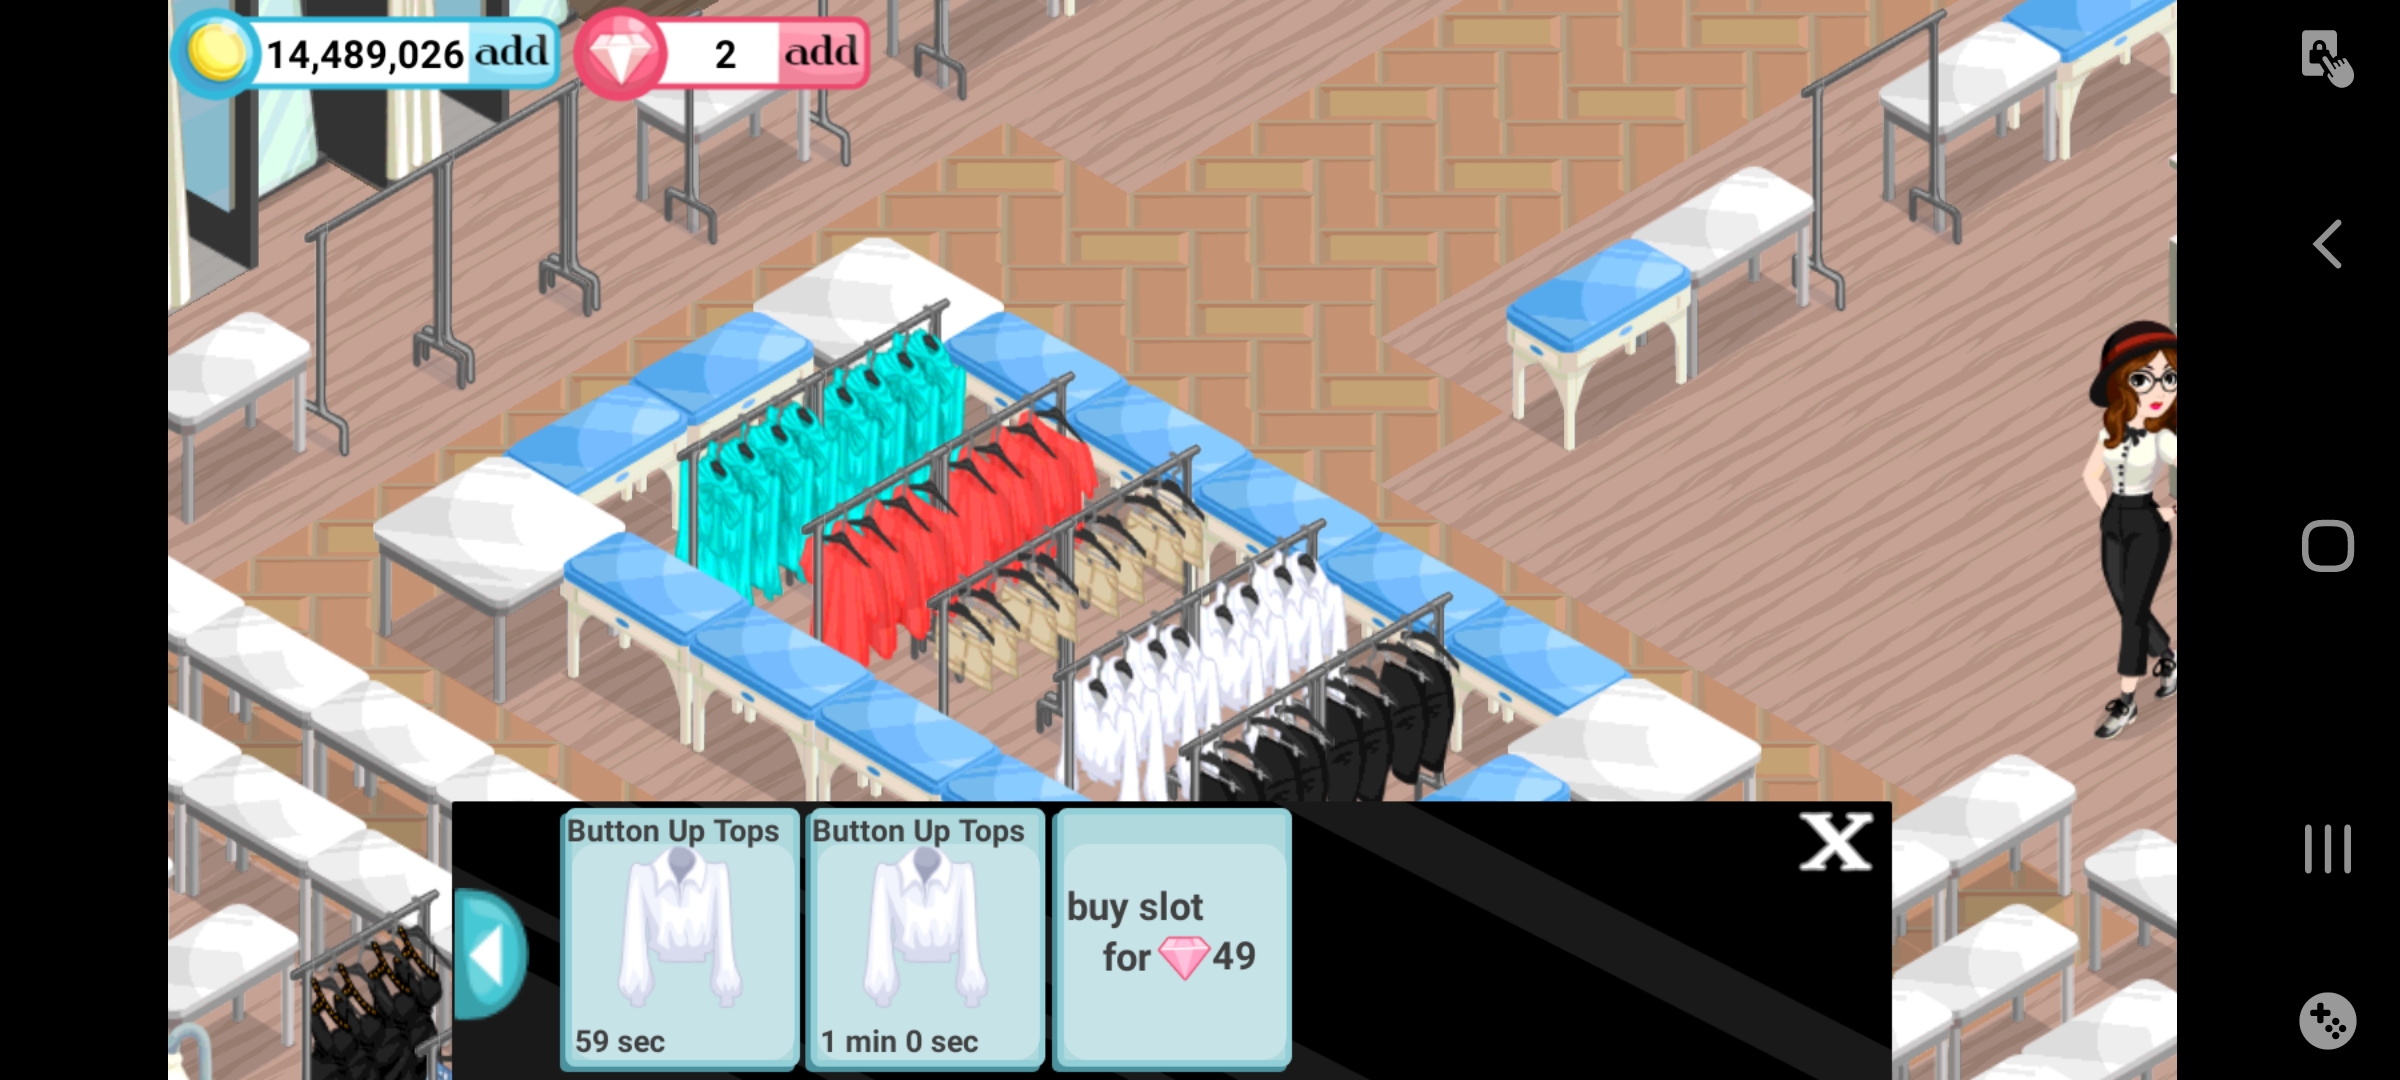 14,489,026 add
2 add
Button Up Tops
59 sec
Button Up Tops
1 min 0 sec
buy slot
for 49
X